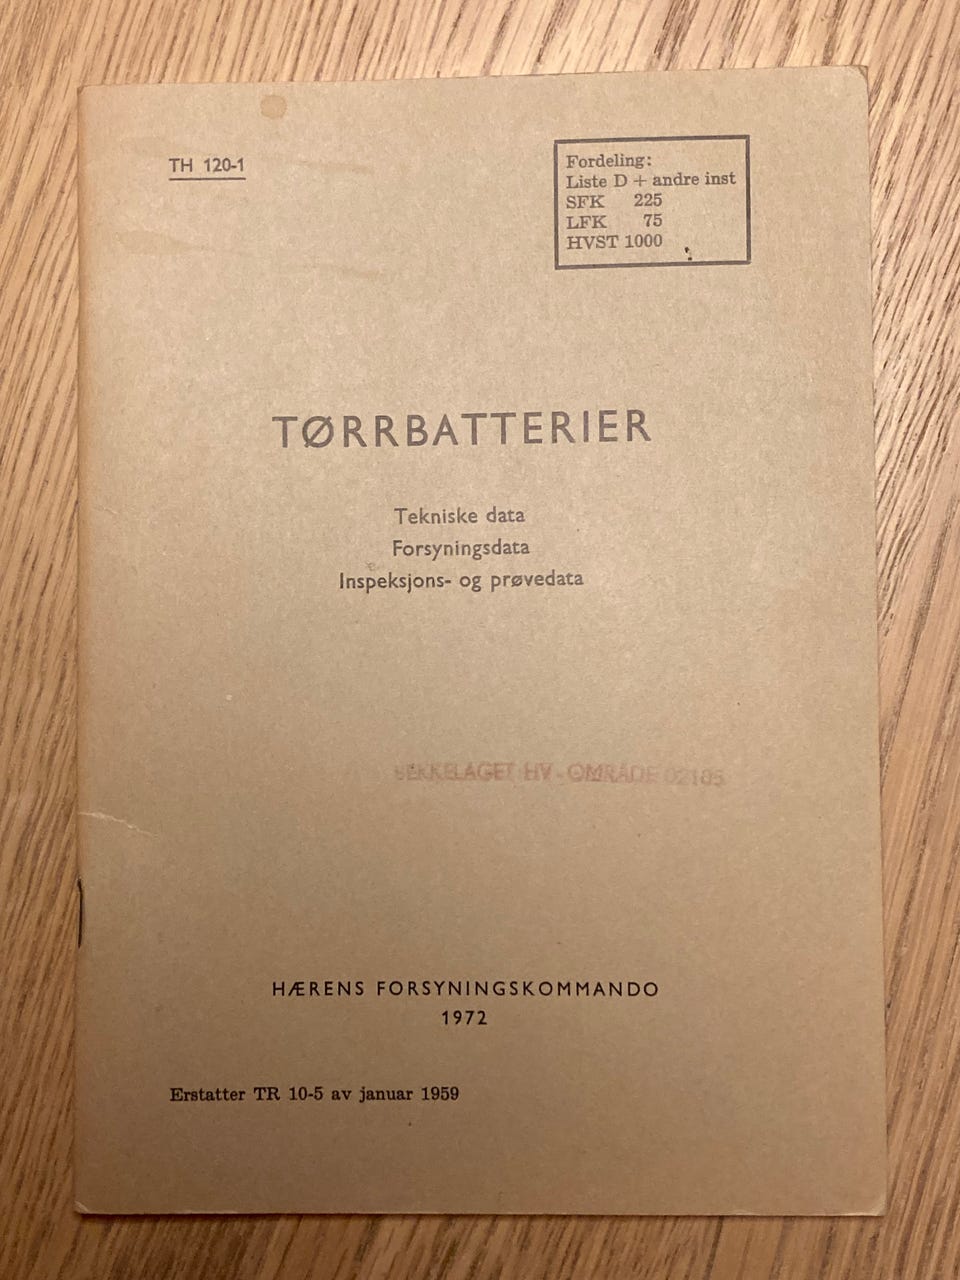 TH 120-1
Fordeling:
Liste D + andre inst
SFK 225
LFK 75
HVST 1000
TØRRBATTERIER
Tekniske data
Forsyningsdata
Inspeksjons- og prøvedata
BEKKELAGET HV - OMRÅDE 02105
HÆRENS FORSYNINGSKOMMANDO
1972
Erstatter TR 10-5 av januar 1959